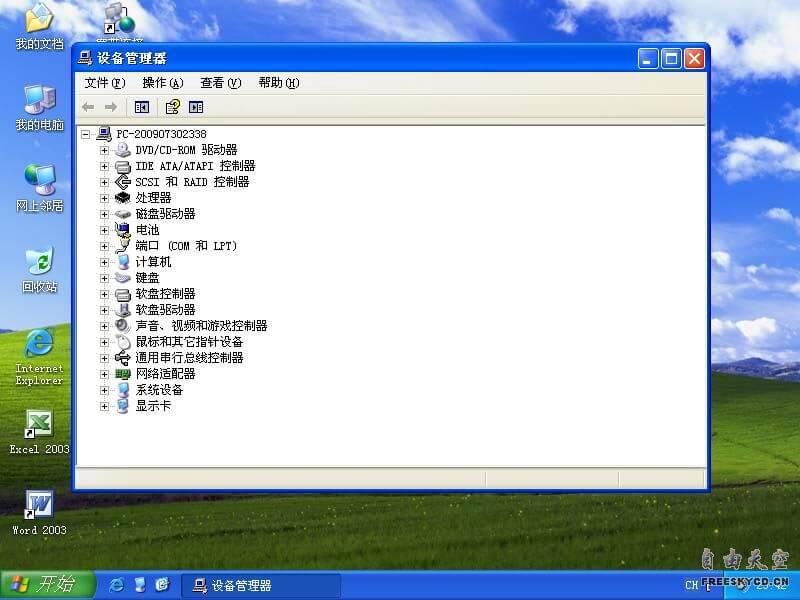 我的文档
我的电脑
网上邻居
回收站
Internet
Explorer
Excel 2003
Word 2003
设备管理器
文件(F) 操作(A) 查看(V) 帮助(H)
PC-200907302338
DVD/CD-ROM 驱动器
IDE ATA/ATAPI 控制器
SCSI 和 RAID 控制器
处理器
磁盘驱动器
电池
端口 (COM 和 LPT)
计算机
键盘
软盘控制器
软盘驱动器
声音、视频和游戏控制器
鼠标和其它指针设备
通用串行总线控制器
网络适配器
系统设备
显示卡
自由天空
FREESKYCD.CN
开始
设备管理器
CH